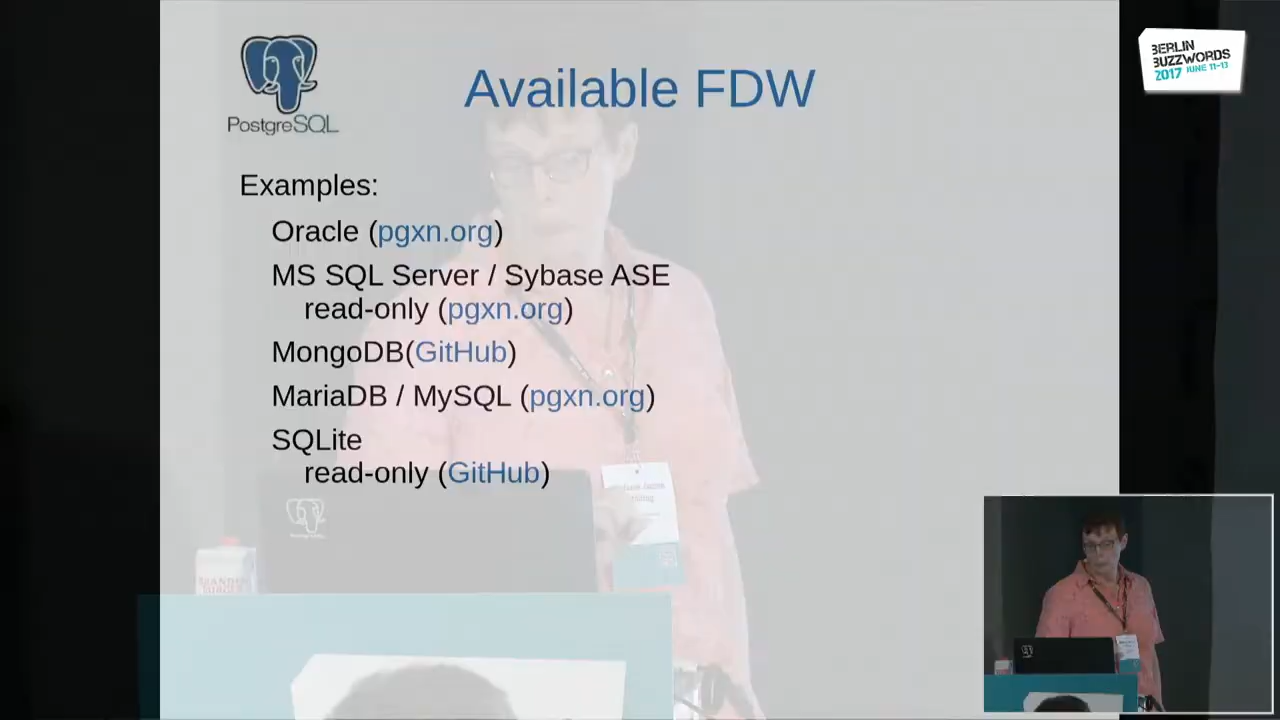 BERLIN
BUZZWORDS
2017 JUNE 11-13
PostgreSQL
Available FDW
Examples:
Oracle (pgxn.org)
MS SQL Server / Sybase ASE
read-only (pgxn.org)
MongoDB(GitHub)
MariaDB / MySQL (pgxn.org)
SQLite
read-only (GitHub)